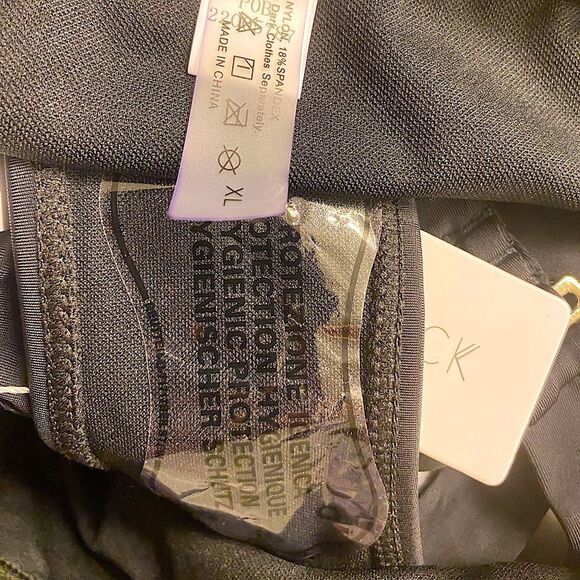 NYLON 18%SPANDEX
Dark Clothes Separately.
MADE IN CHINA
XL
PROTEZIONE IGIENICA
PROTECTION HYGIENIQUE
HYGIENIC PROTECTION
HYGIENISCHER SCHUTZ
CK